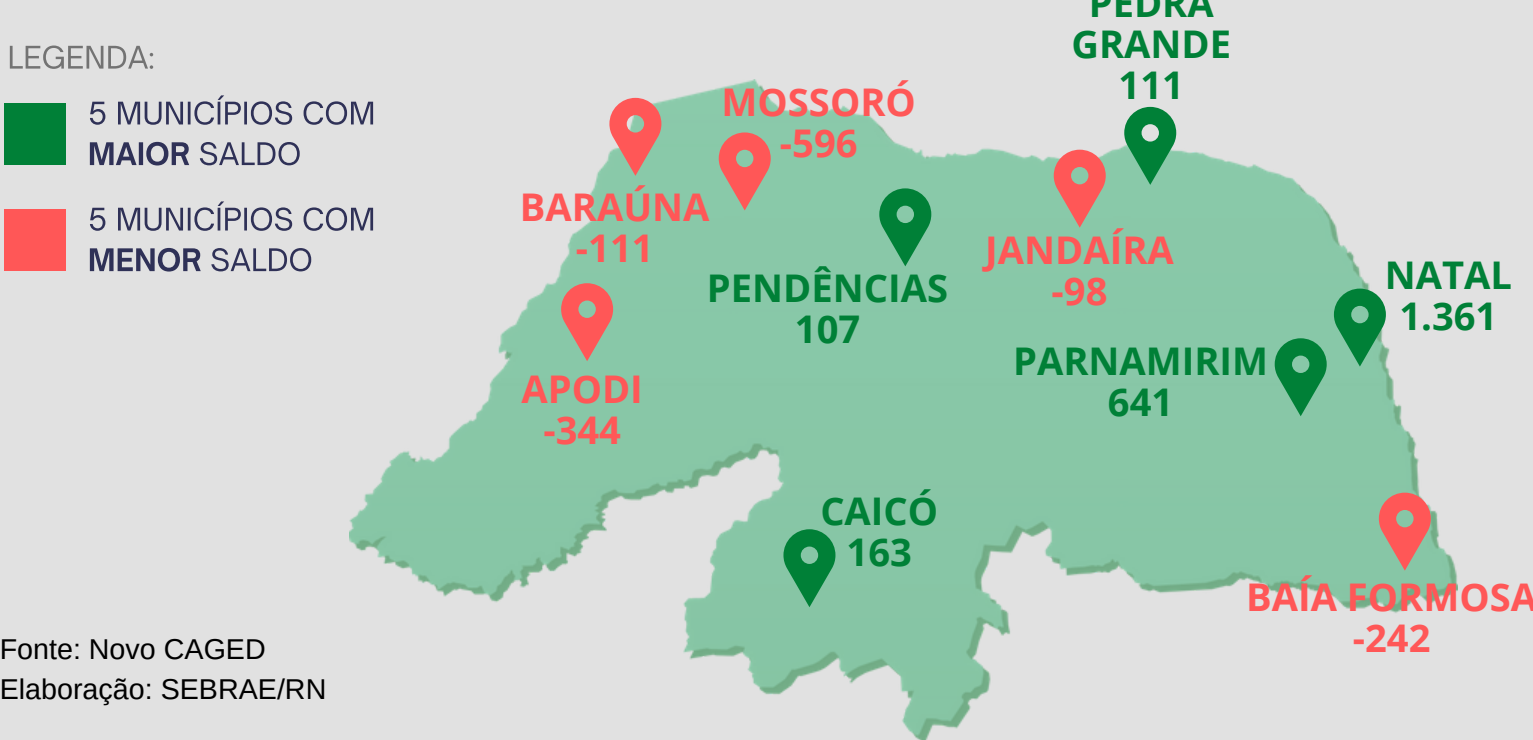 PEDRA
GRANDE
111
LEGENDA:
5 MUNICÍPIOS COM
MAIOR SALDO
5 MUNICÍPIOS COM
MENOR SALDO
MOSSORÓ
-596
BARAÚNA
-111
JANDAÍRA
-98
PENDÊNCIAS
107
NATAL
1.361
PARNAMIRIM
641
APODI
-344
CAICÓ
163
BAÍA FORMOSA
-242
Fonte: Novo CAGED
Elaboração: SEBRAE/RN